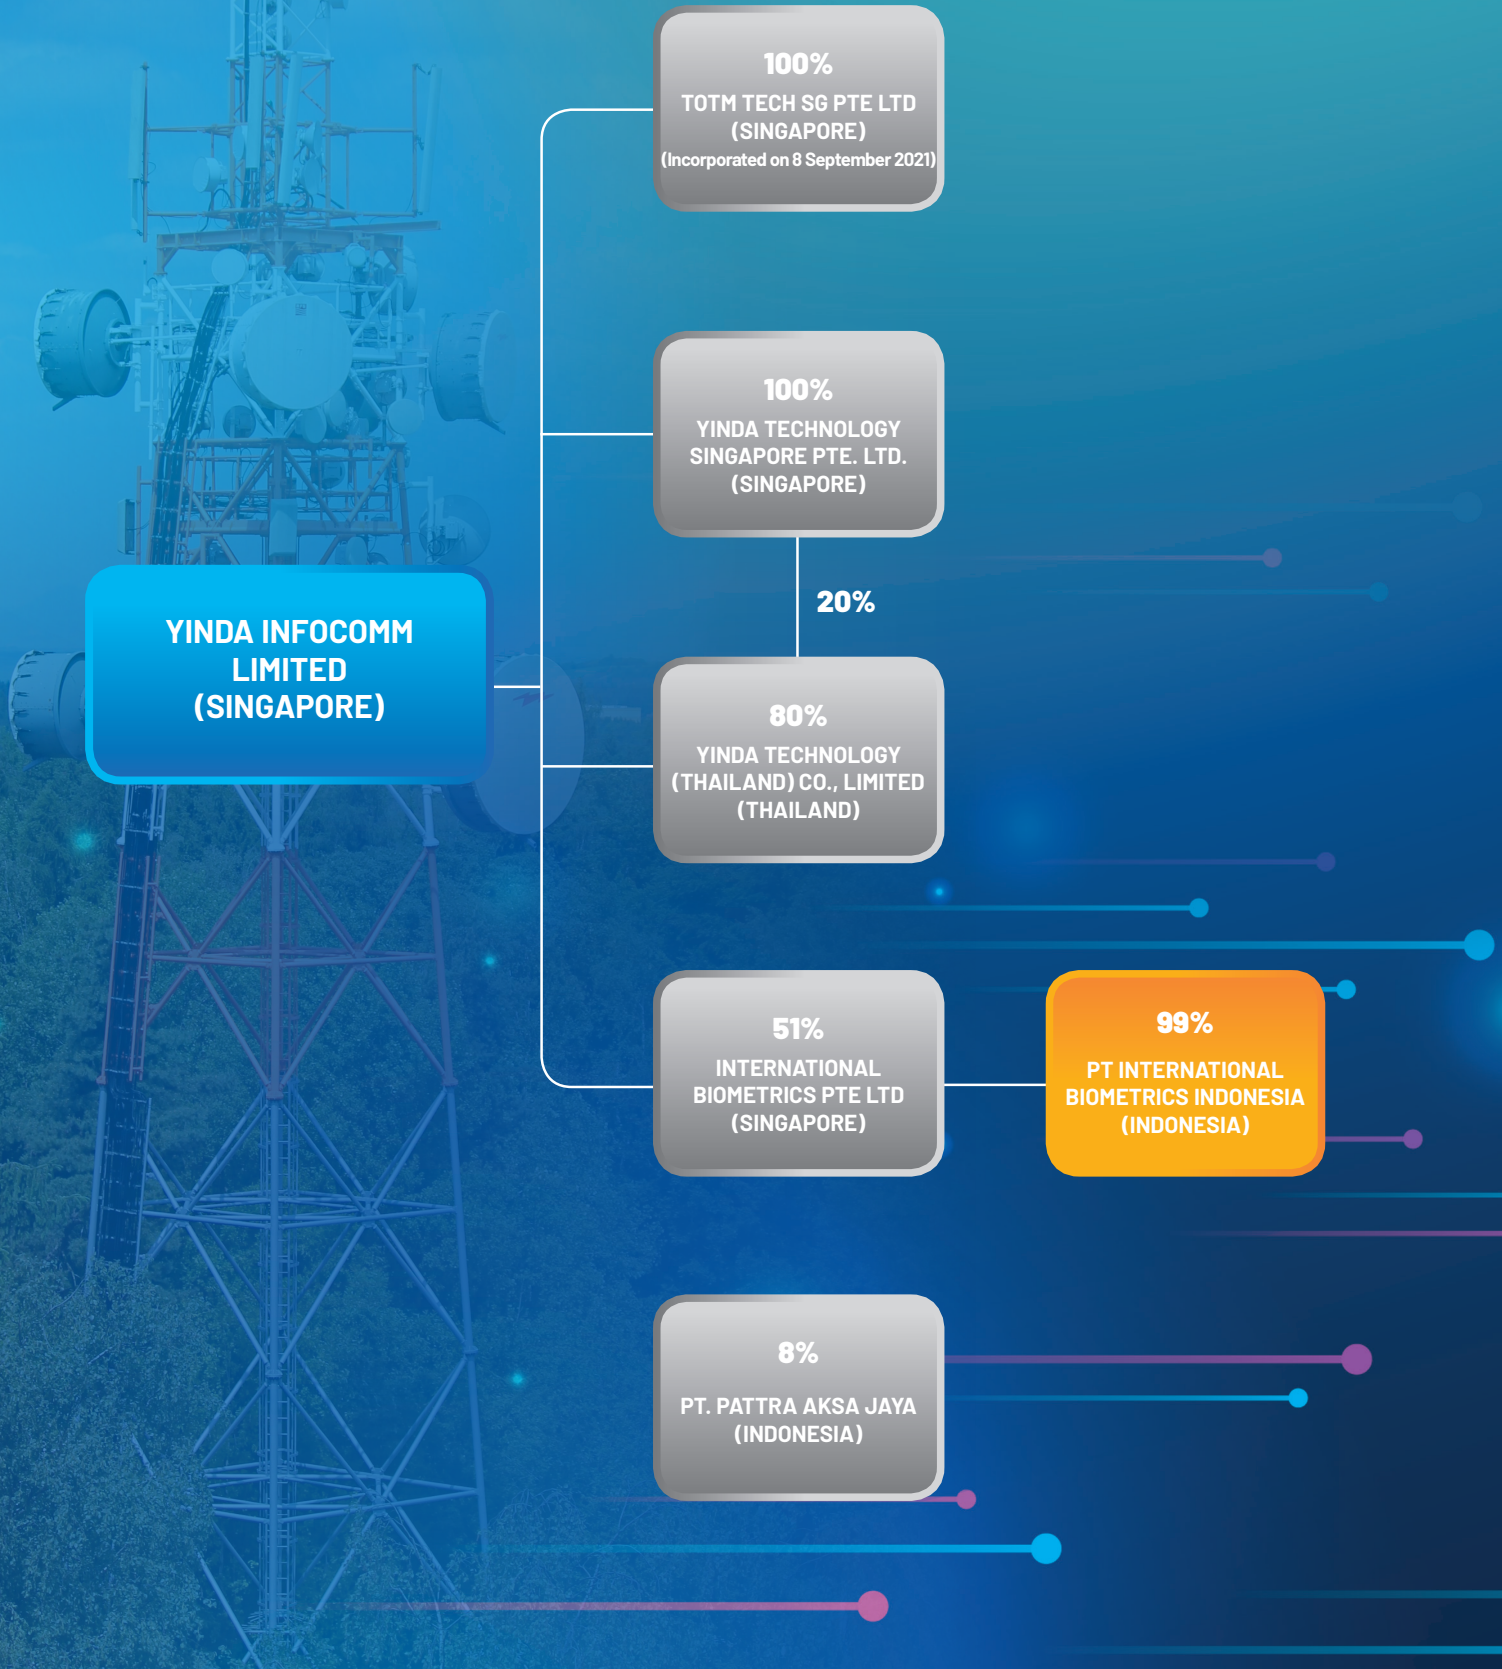 100%
TOTM TECH SG PTE LTD
(SINGAPORE)
(Incorporated on 8 September 2021)
100%
YINDA TECHNOLOGY
SINGAPORE PTE. LTD.
(SINGAPORE)
20%
YINDA INFOCOMM
LIMITED
(SINGAPORE)
80%
YINDA TECHNOLOGY
(THAILAND) CO., LIMITED
(THAILAND)
51%
INTERNATIONAL
BIOMETRICS PTE LTD
(SINGAPORE)
99%
PT INTERNATIONAL
BIOMETRICS INDONESIA
(INDONESIA)
8%
PT. PATTRA AKSA JAYA
(INDONESIA)